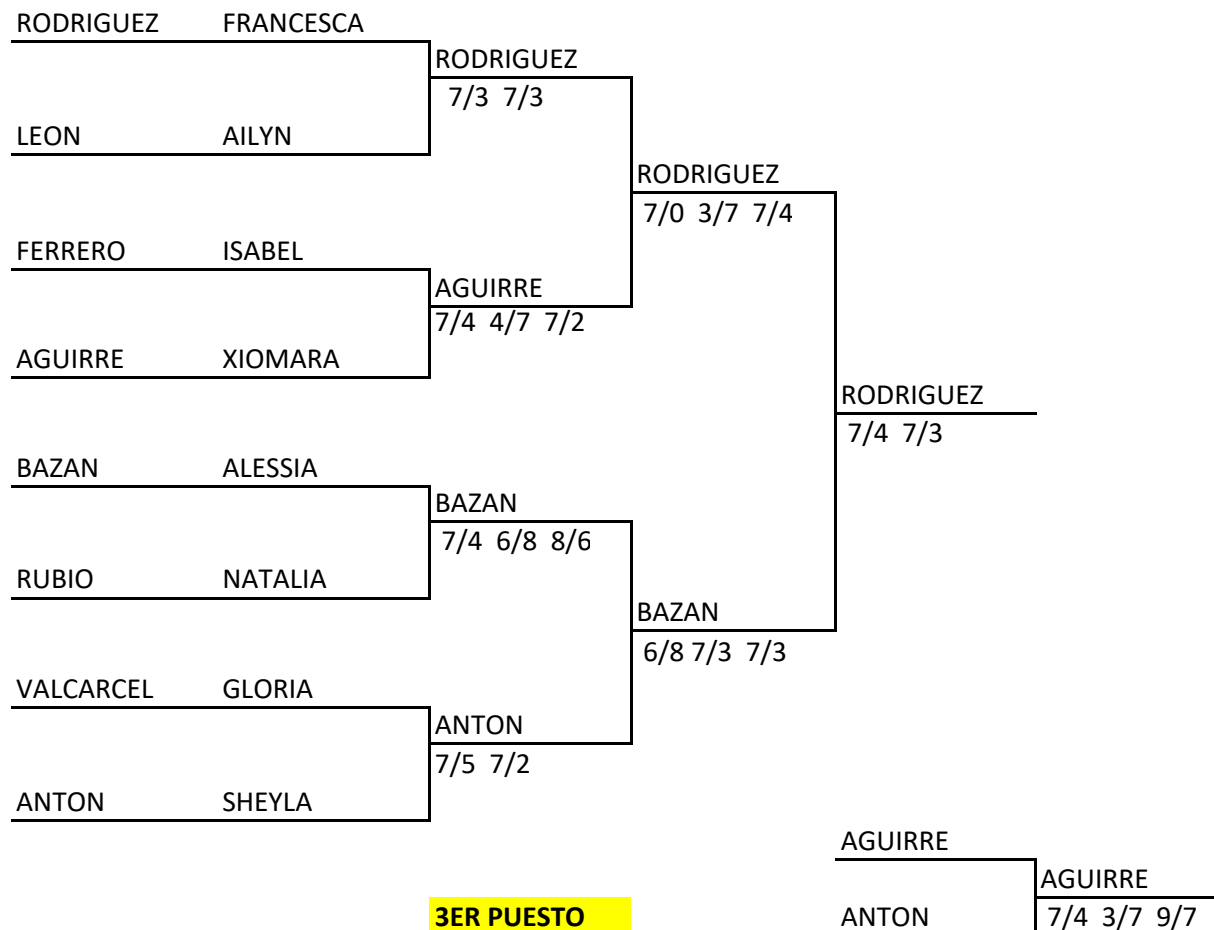 RODRIGUEZ FRANCESCA
RODRIGUEZ
7/3 7/3
LEON AILYN
RODRIGUEZ
7/0 3/7 7/4
FERRERO ISABEL
AGUIRRE
7/4 4/7 7/2
AGUIRRE XIOMARA
RODRIGUEZ
7/4 7/3
BAZAN ALESSIA
BAZAN
7/4 6/8 8/6
RUBIO NATALIA
BAZAN
6/8 7/3 7/3
VALCARCEL GLORIA
ANTON
7/5 7/2
ANTON SHEYLA
AGUIRRE
AGUIRRE
3ER PUESTO ANTON 7/4 3/7 9/7